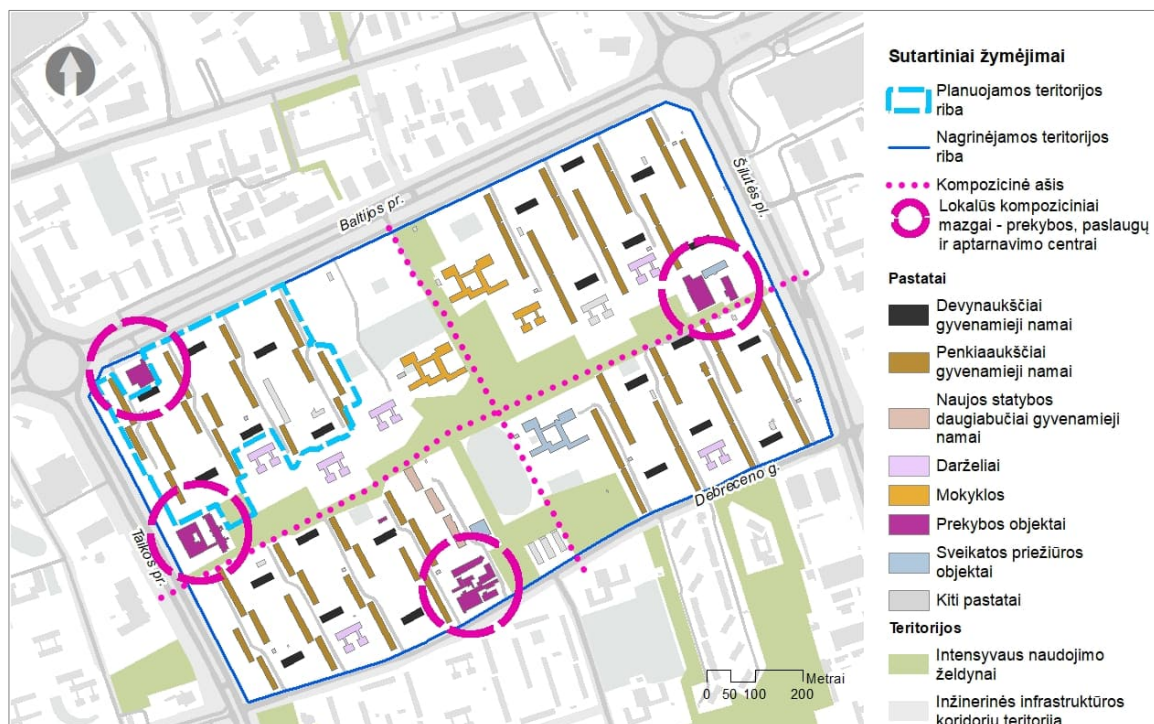 Baltijos pr.
Šilutės pl.
Debreceno g.
Taikos pr.
Metrai
0 50 100 200
Sutartiniai žymėjimai
Planuojamos teritorijos
riba
Nagrinėjamos teritorijos
riba
Kompozicinė ašis
Lokalūs kompoziciniai
mazgai - prekybos, paslaugų
ir aptarnavimo centrai
Pastatai
Devynaukščiai
gyvenamieji namai
Penkiaaukščiai
gyvenamieji namai
Naujos statybos
daugiabučiai gyvenamieji
namai
Darželiai
Mokyklos
Prekybos objektai
Sveikatos priežiūros
objektai
Kiti pastatai
Teritorijos
Intensyvaus naudojimo
želdynai
Inžinerinės infrastruktūros
koridorių teritorija